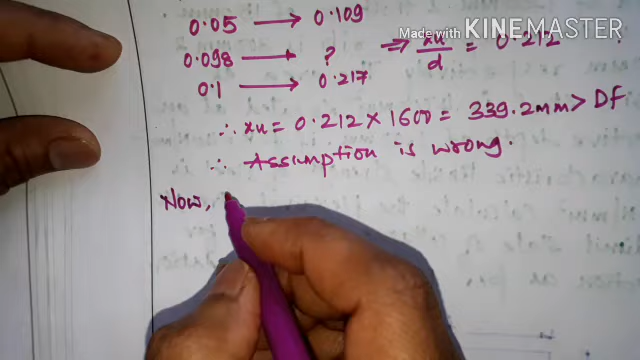 Made with KINEMASTER
0.05 → 0.109
0.098 → ? ⇒ xu/d = 0.212
0.1 → 0.217
∴ xu = 0.212 × 1600 = 339.2mm > Df
∴ Assumption is wrong.
Now,